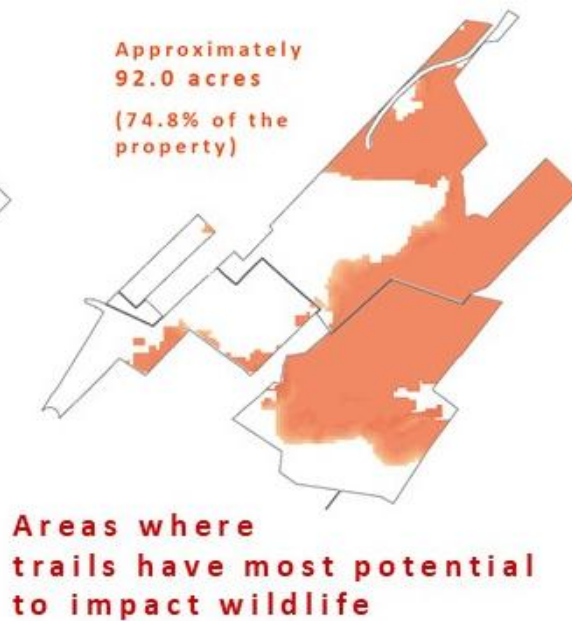 Approximately
92.0 acres
(74.8% of the
property)
Areas where
trails have most potential
to impact wildlife